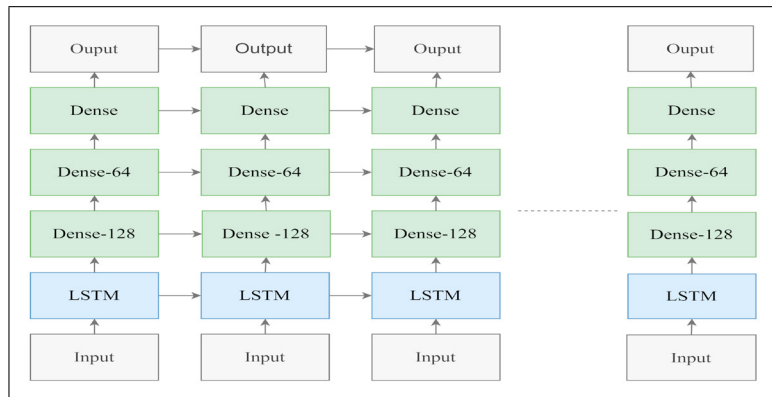 Ouput Output Ouput Ouput
Dense Dense Dense Dense
Dense-64 Dense-64 Dense-64 Dense-64
Dense-128 Dense -128 Dense-128 Dense-128
LSTM LSTM LSTM LSTM
Input Input Input Input